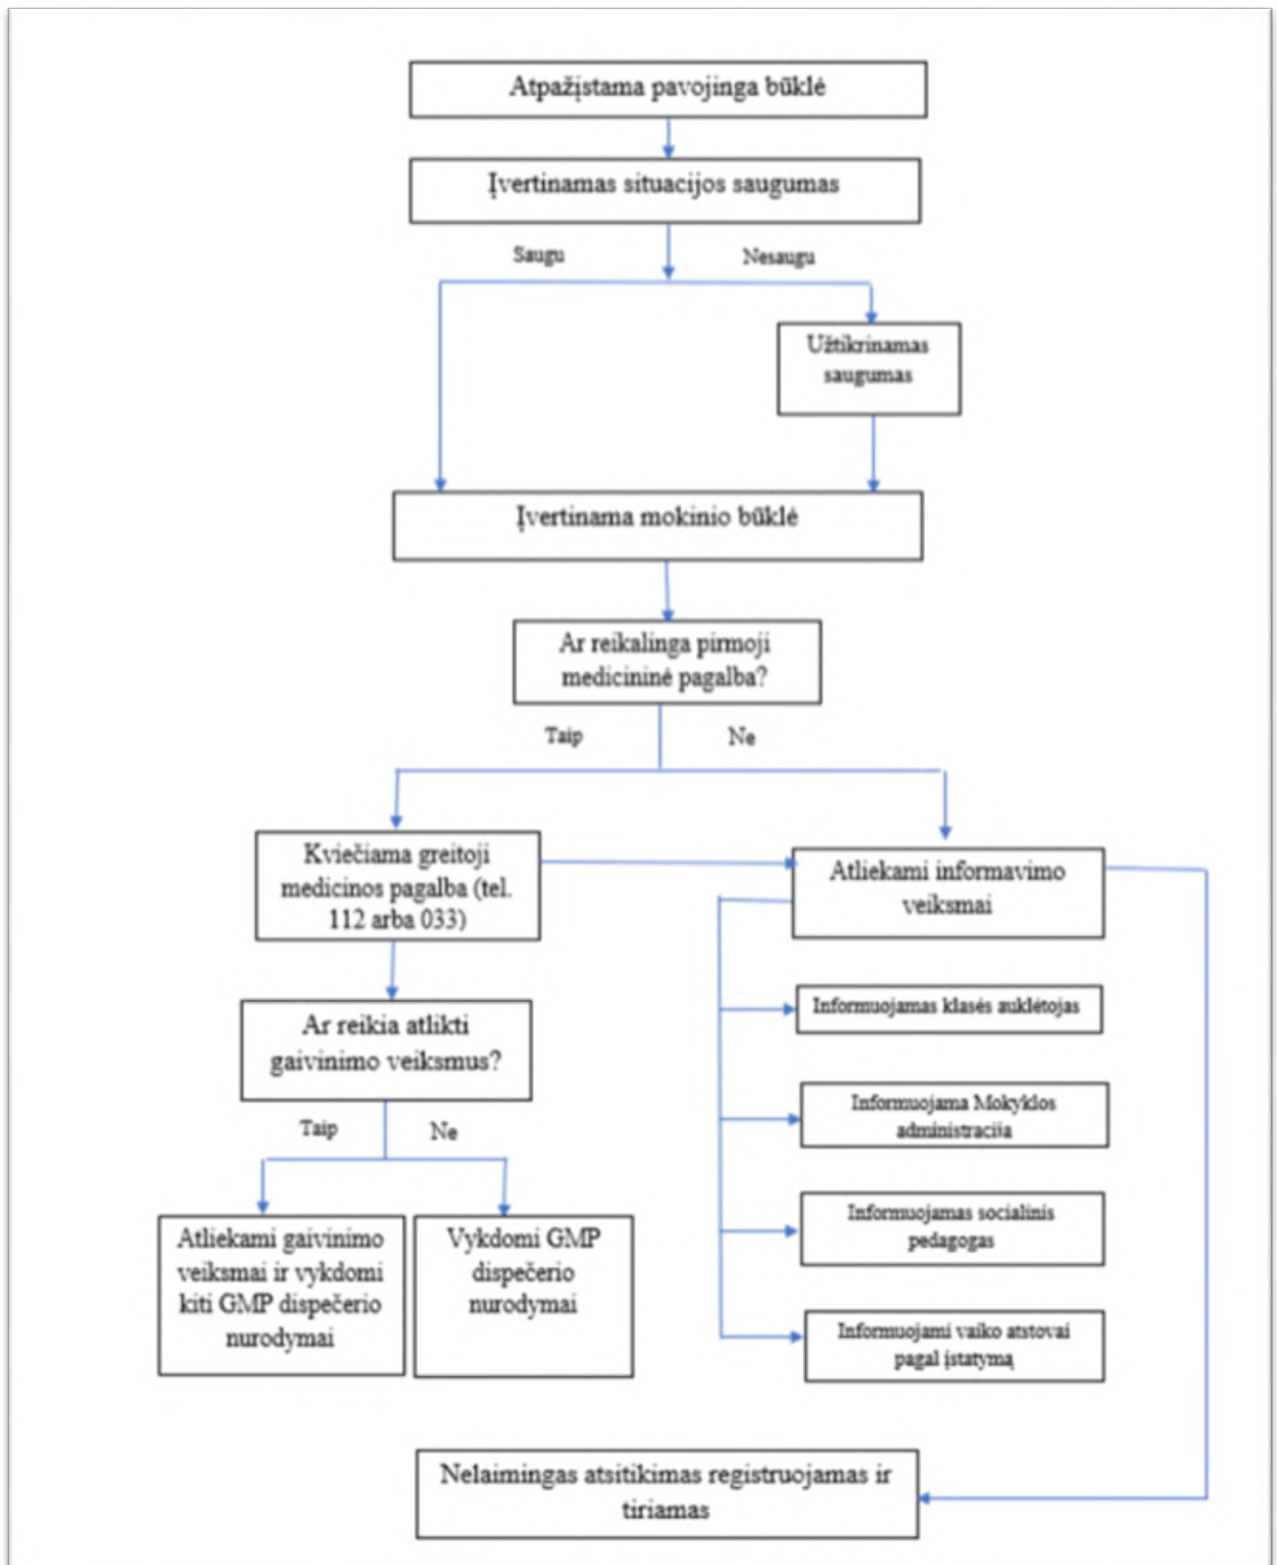 Atpažįstama pavojinga būklė
Įvertinamas situacijos saugumas
Saugu
Nesaugu
Užtikrinamas
saugumas
Įvertinama mokinio būklė
Ar reikalinga pirmoji
medicininė pagalba?
Taip
Ne
Kviečiama greitoji
medicinos pagalba (tel.
112 arba 033)
Atliekami informavimo
veiksmai
Informuojamas klasės auklėtojas
Ar reikia atlikti
gaivinimo veiksmus?
Informuojama Mokyklos
administracija
Taip
Ne
Informuojamas socialinis
pedagogas
Atliekami gaivinimo
veiksmai ir vykdomi
kiti GMP dispečerio
nurodymai
Vykdomi GMP
dispečerio
nurodymai
Informuojami vaiko atstovai
pagal įstatymą
Nelaimingas atsitikimas registruojamas ir
tiriamas